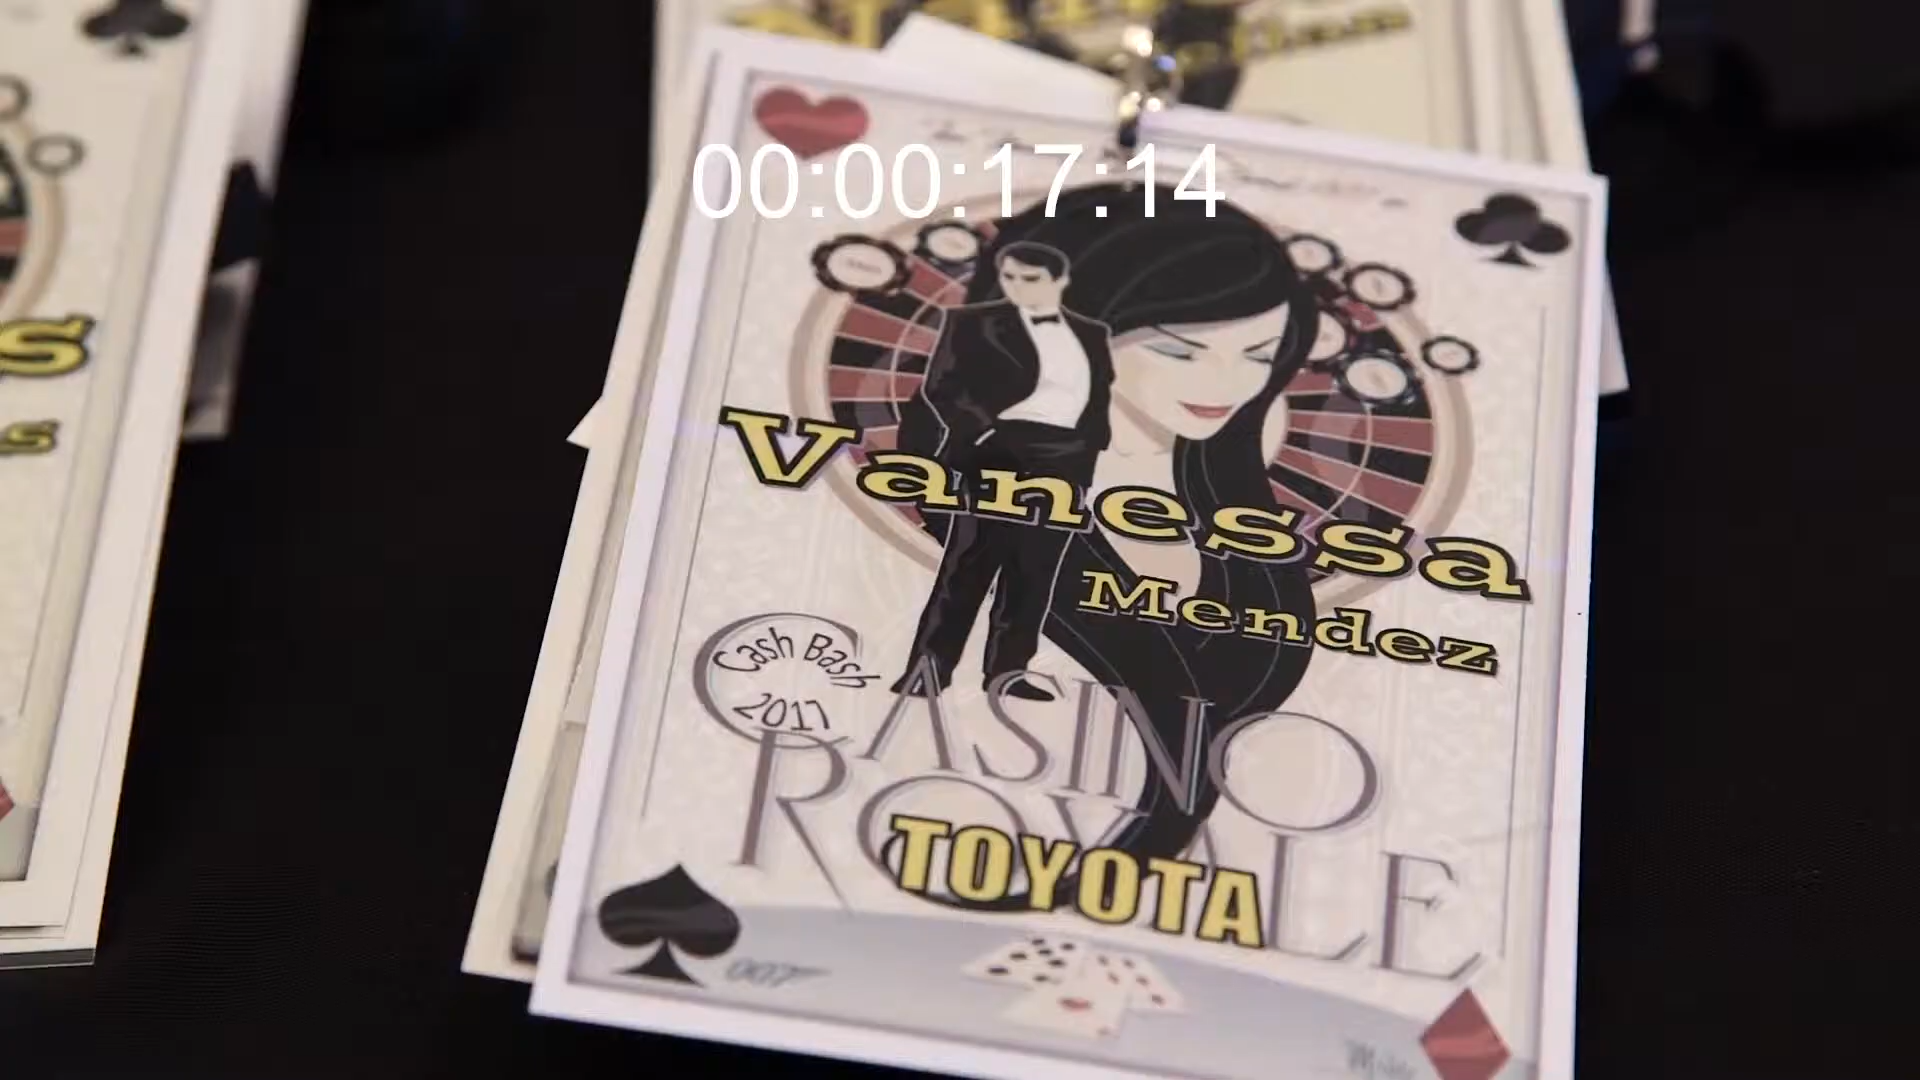 00:00:17:14
Vanessa
Mendez
Cash Bash
2017
CASINO
ROYALE
TOYOTA
007
s
s